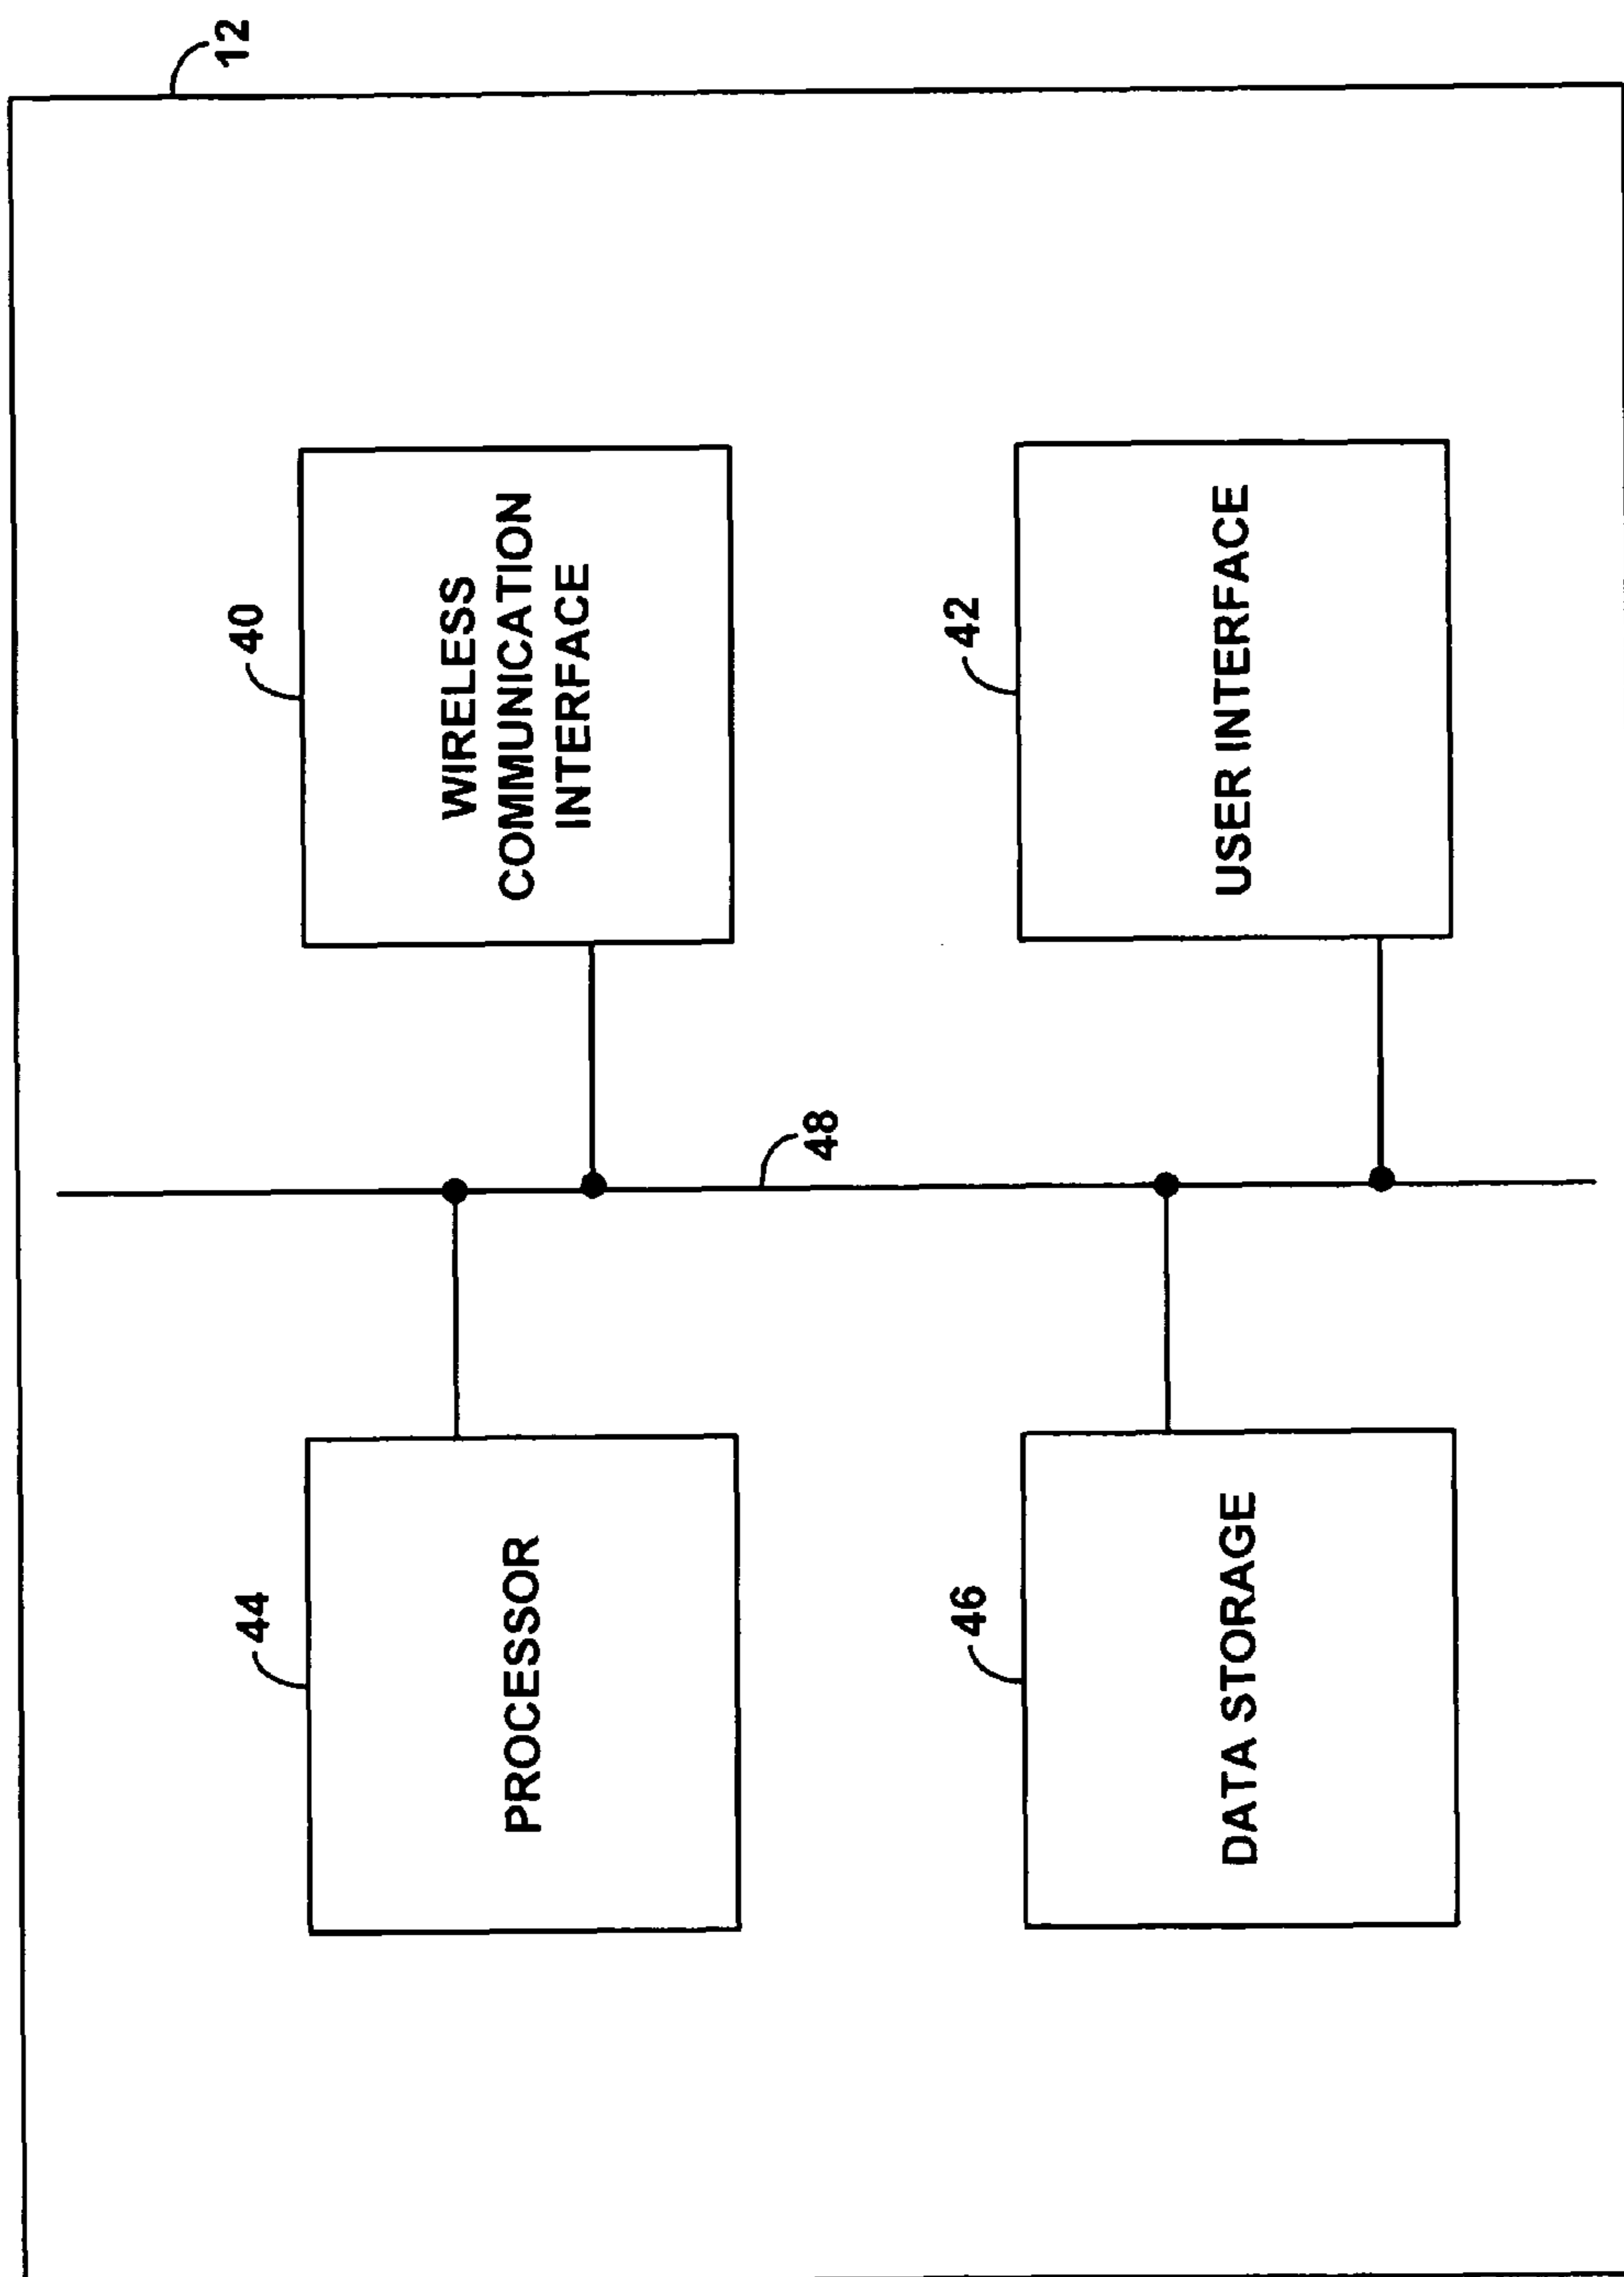 12
44
PROCESSOR
40
WIRELESS
COMMUNICATION
INTERFACE
48
46
DATA STORAGE
42
USER INTERFACE